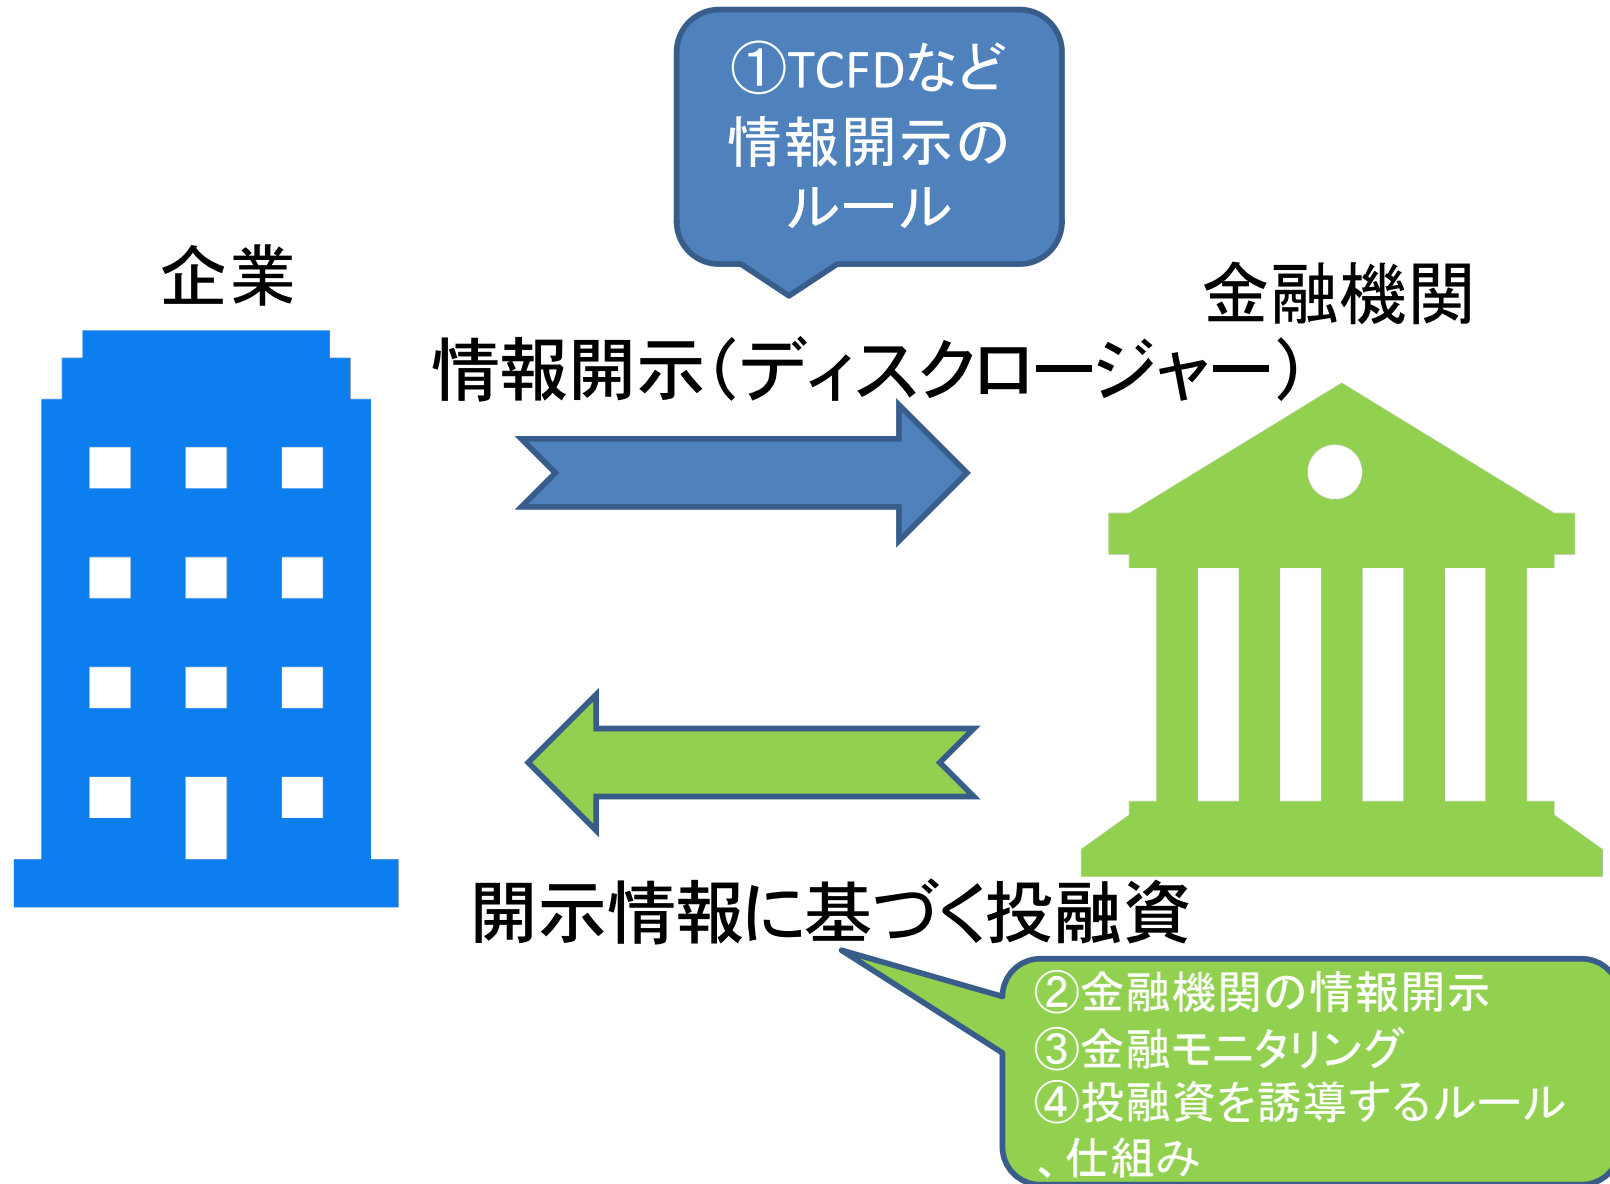 ①TCFDなど
情報開示の
ルール
企業
金融機関
情報開示（ディスクロージャー）
開示情報に基づく投融資
②金融機関の情報開示
③金融モニタリング
④投融資を誘導するルール
、仕組み